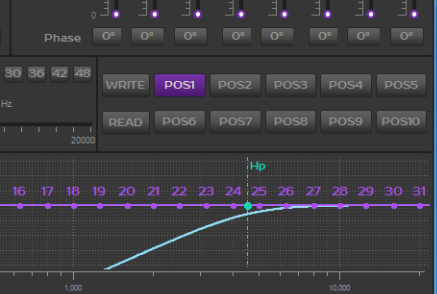 0
Phase 0° 0° 0° 0° 0° 0° 0° 0°
30 36 42 48
WRITE POS1 POS2 POS3 POS4 POS5
Hz
READ POS6 POS7 POS8 POS9 POS10
20000
Hp
16 17 18 19 20 21 22 23 24 25 26 27 28 29 30 31
1,000 10,000